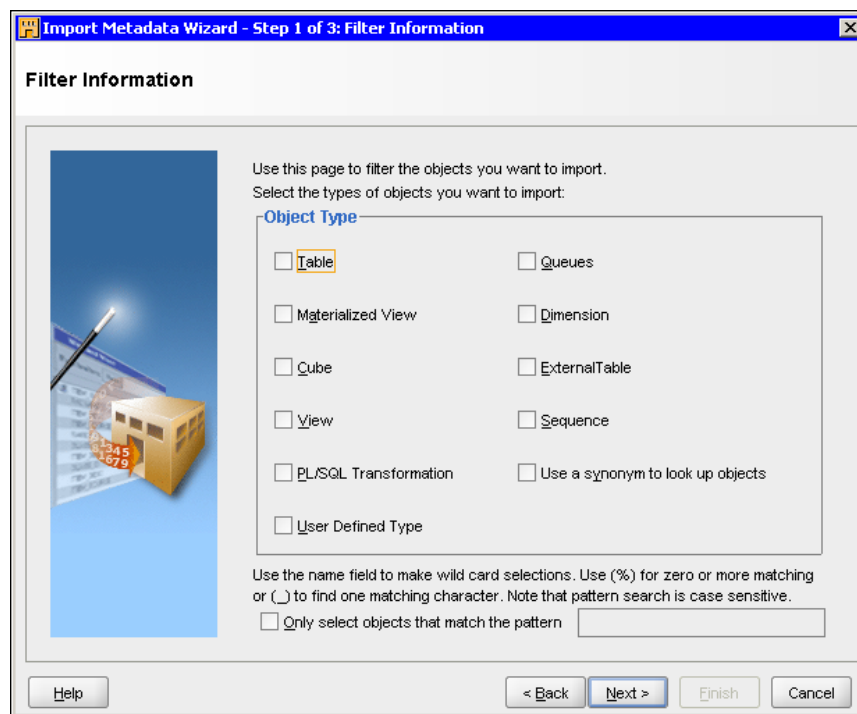 Import Metadata Wizard - Step 1 of 3: Filter Information
Filter Information
Use this page to filter the objects you want to import.
Select the types of objects you want to import:
Object Type
Table
Queues
Materialized View
Dimension
Cube
ExternalTable
View
Sequence
PL/SQL Transformation
Use a synonym to look up objects
User Defined Type
Use the name field to make wild card selections. Use (%) for zero or more matching
or (_) to find one matching character. Note that pattern search is case sensitive.
Only select objects that match the pattern
Help
< Back
Next >
Finish
Cancel